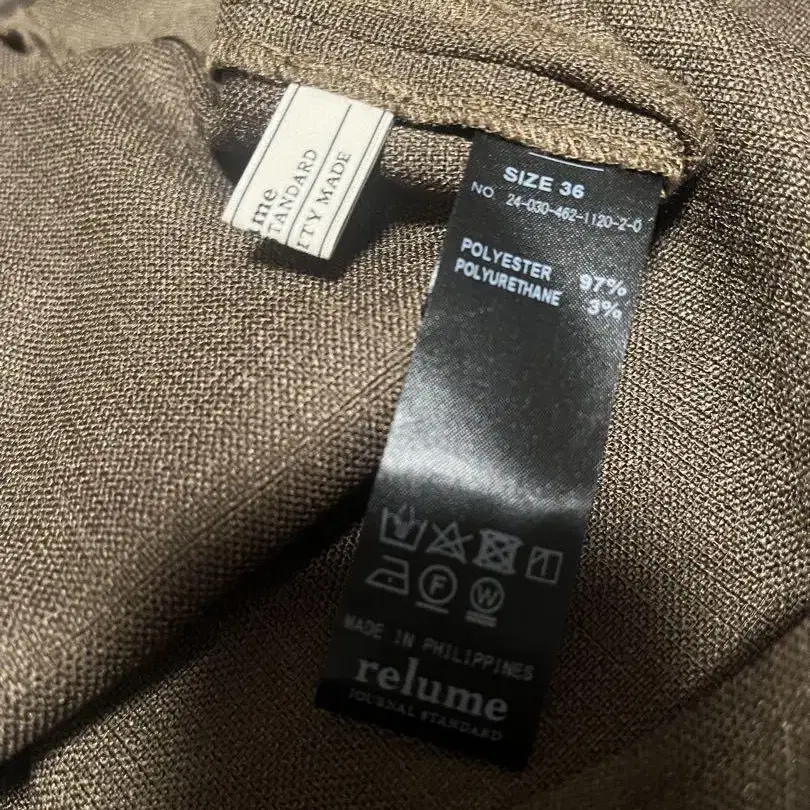 me
TANDARD
ITY MADE
SIZE 36
NO. 24-030-462-1120-2-0
POLYESTER 97%
POLYURETHANE 3%
F W
MADE IN PHILIPPINES
relume
JOURNAL STANDARD